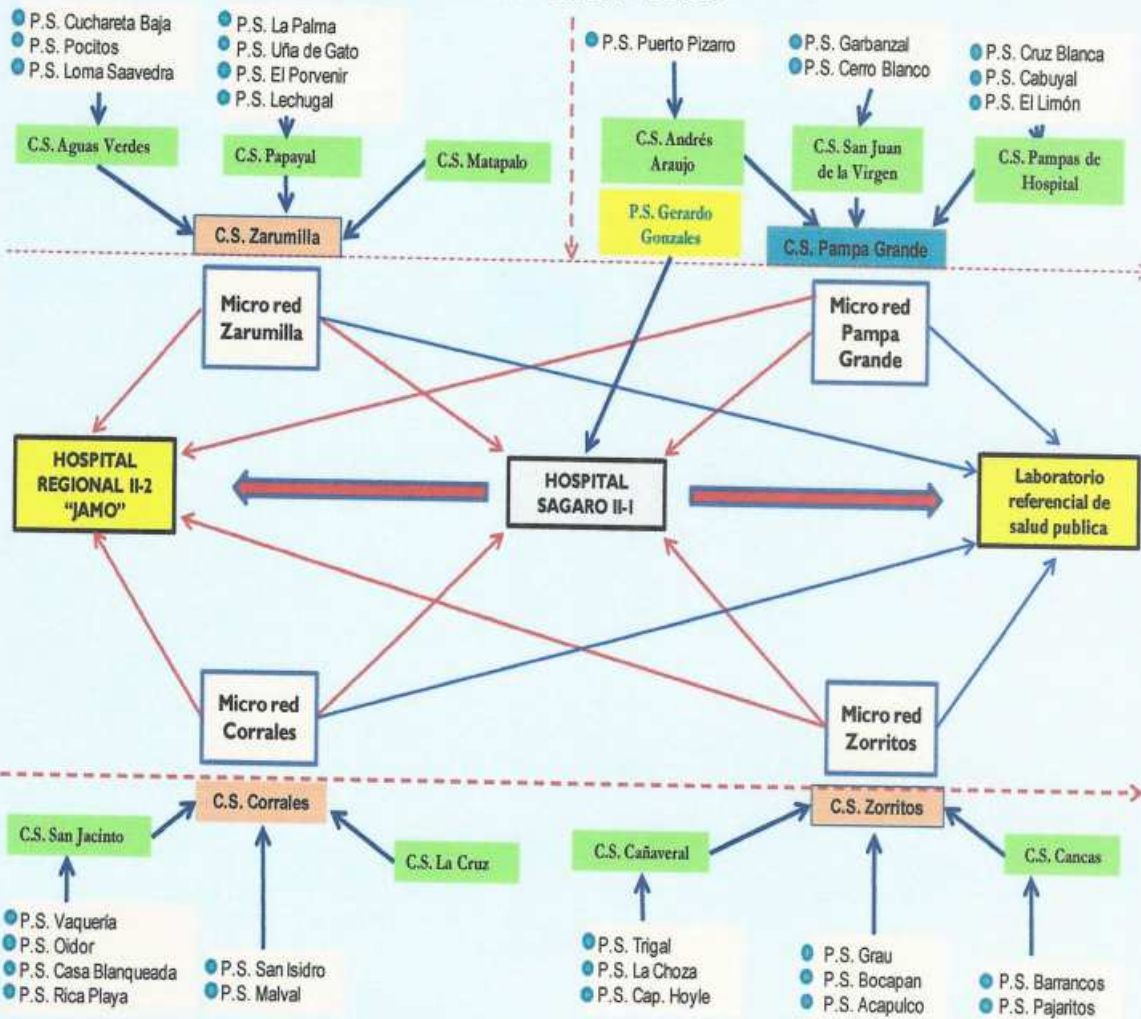 P.S. Cuchareta Baja
P.S. Pocitos
P.S. Loma Saavedra
P.S. La Palma
P.S. Uña de Gato
P.S. El Porvenir
P.S. Lechugal
P.S. Puerto Pizarro
P.S. Garbanzal
P.S. Cerro Blanco
P.S. Cruz Blanca
P.S. Cabuyal
P.S. El Limón
C.S. Aguas Verdes
C.S. Papayal
C.S. Matapalo
C.S. Andrés
Araujo
C.S. San Juan
de la Virgen
C.S. Pampas de
Hospital
C.S. Zarumilla
P.S. Gerardo
Gonzales
C.S. Pampa Grande
Micro red
Zarumilla
Micro red
Pampa
Grande
HOSPITAL
REGIONAL II-2
“JAMO”
HOSPITAL
SAGARO II-I
Laboratorio
referencial de
salud publica
Micro red
Corrales
Micro red
Zorritos
C.S. Corrales
C.S. Zorritos
C.S. San Jacinto
C.S. La Cruz
C.S. Cañaveral
C.S. Cancas
P.S. Vaquería
P.S. Oidor
P.S. Casa Blanqueada
P.S. Rica Playa
P.S. San Isidro
P.S. Malval
P.S. Trigal
P.S. La Choza
P.S. Cap. Hoyle
P.S. Grau
P.S. Bocapan
P.S. Acapulco
P.S. Barrancos
P.S. Pajaritos